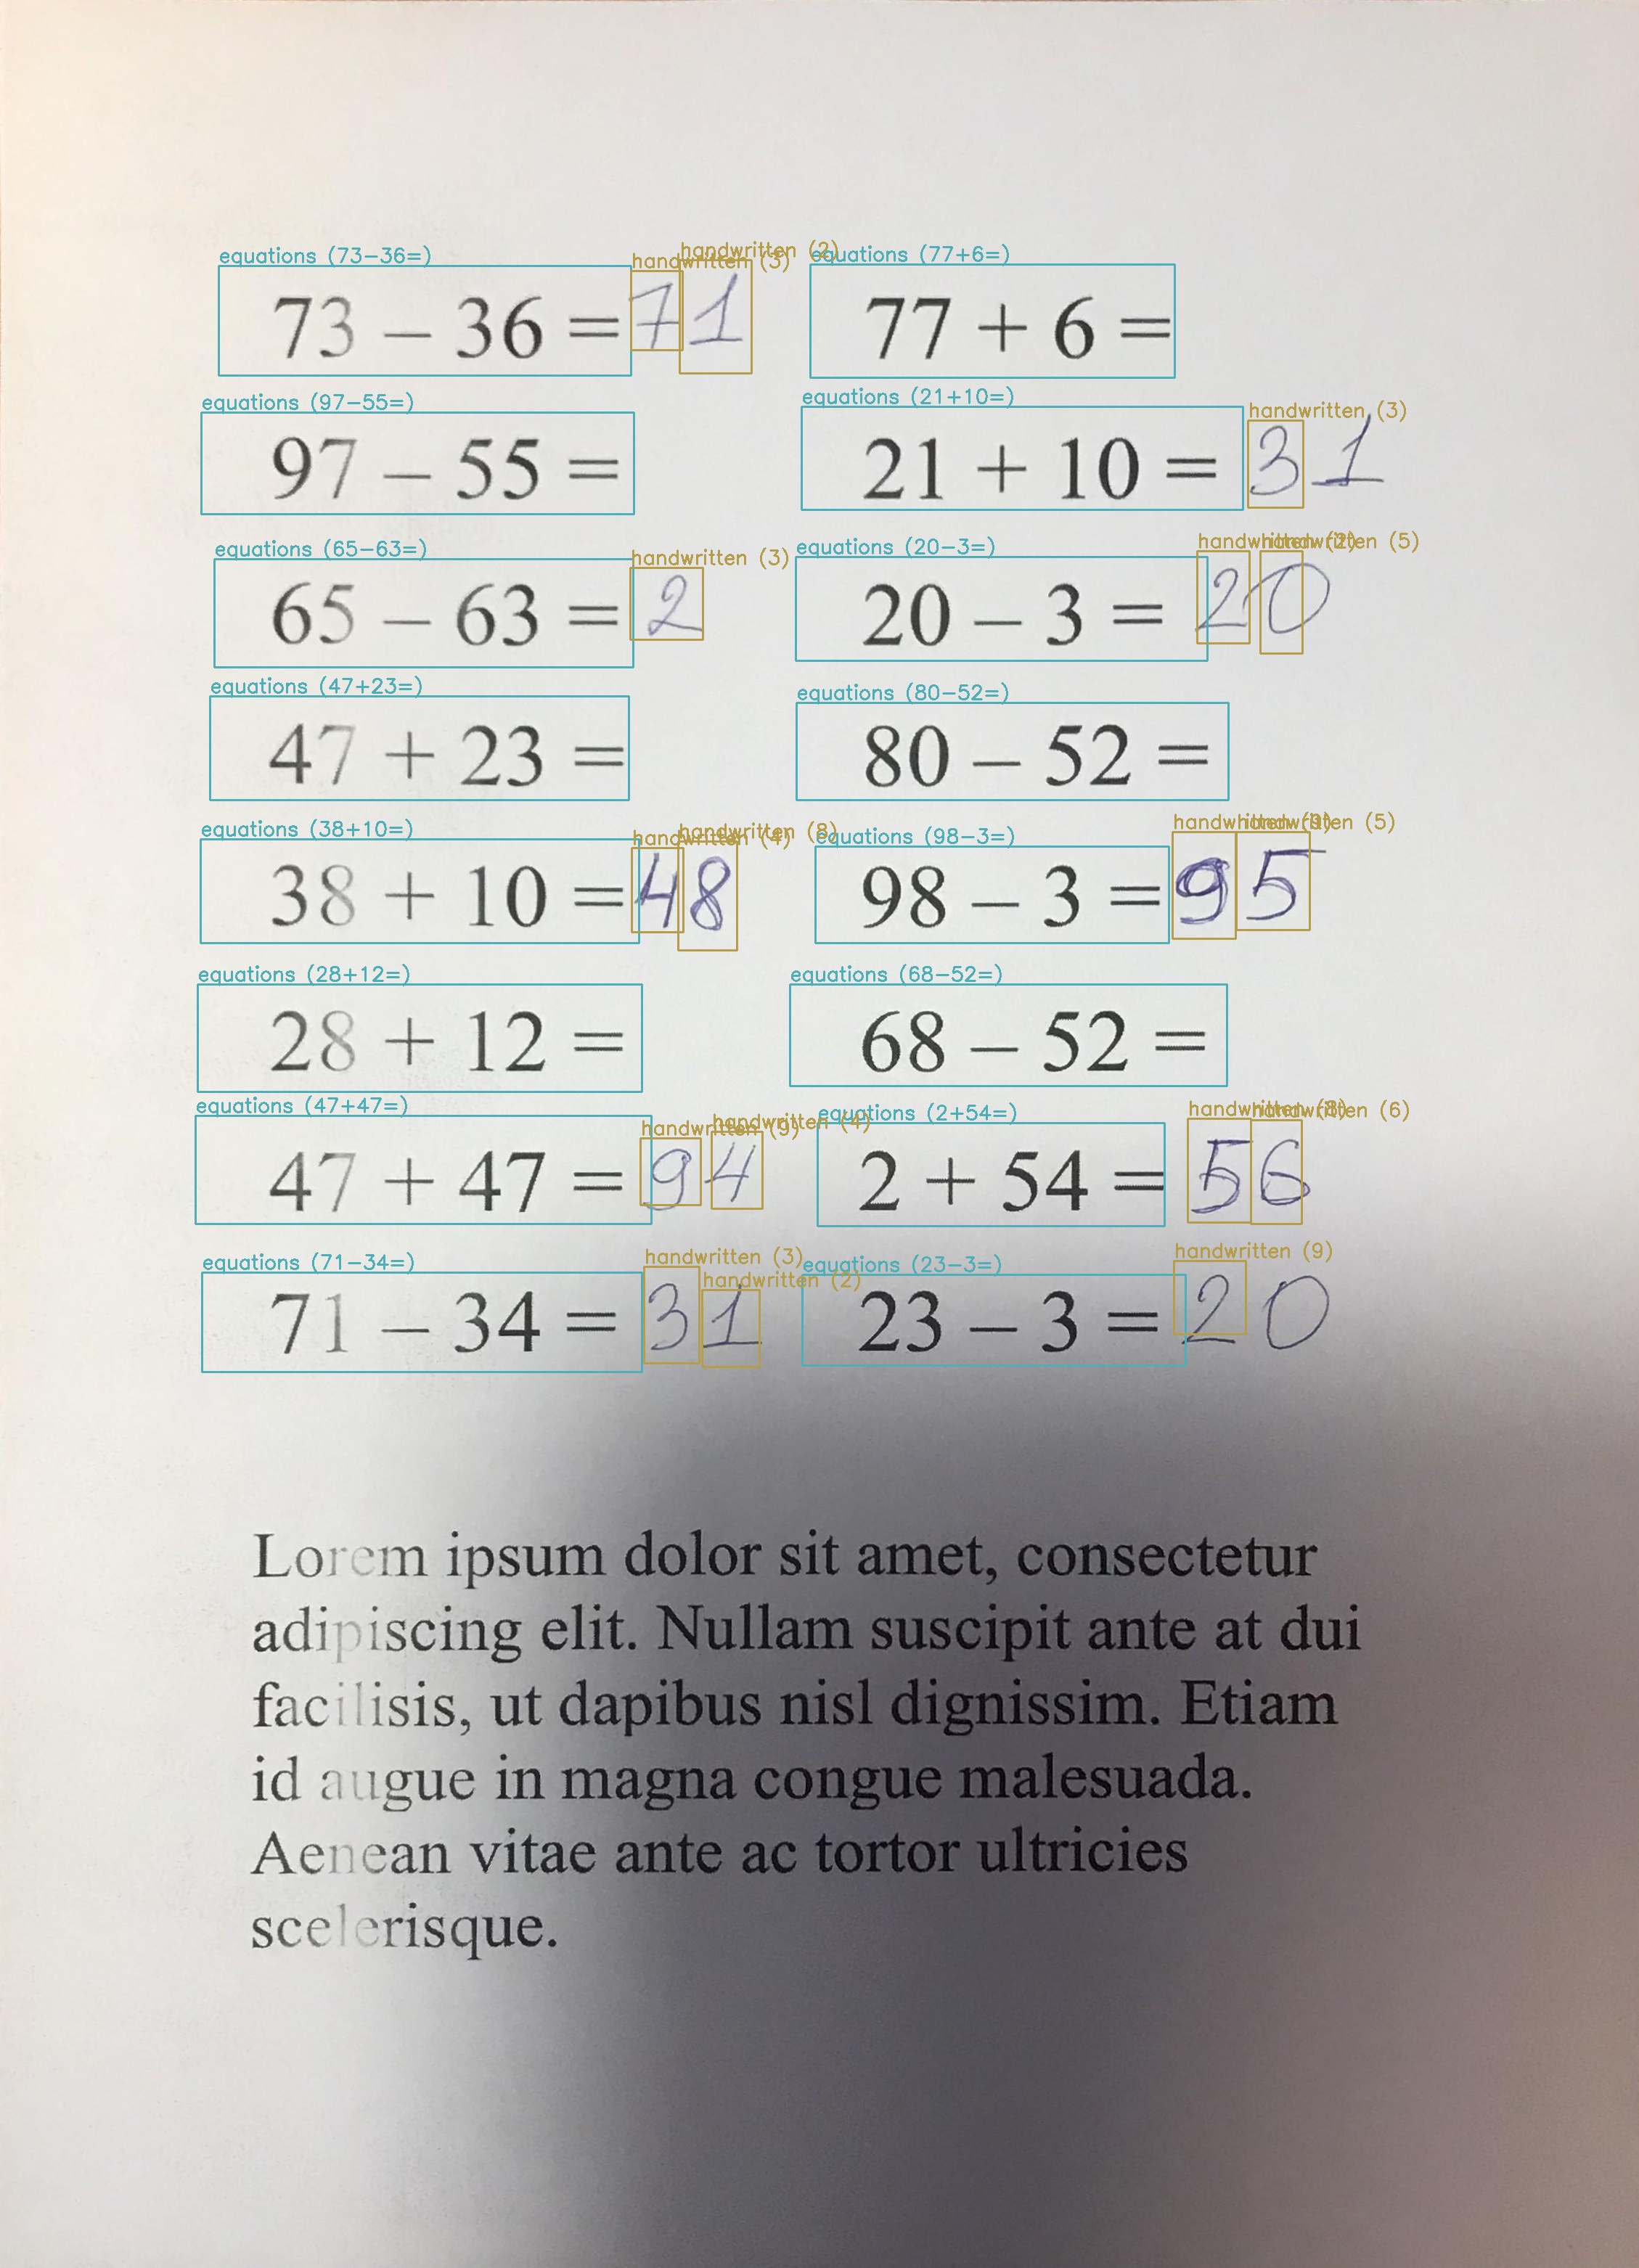 equations (73-36=) handwritten (3) handwritten (2) equations (77+6=)
73 – 36 = 71 77 + 6 =
equations (97-55=) equations (21+10=) handwritten (3)
97 – 55 = 21 + 10 = 31
equations (65-63=) handwritten (3) equations (20-3=) handwritten (2) handwritten (5)
65 – 63 = 2 20 – 3 = 20
equations (47+23=) equations (80-52=)
47 + 23 = 80 – 52 =
equations (38+10=) handwritten (4) handwritten (8) equations (98-3=) handwritten (9) handwritten (5)
38 + 10 = 48 98 – 3 = 95
equations (28+12=) equations (68-52=)
28 + 12 = 68 – 52 =
equations (47+47=) handwritten (9) handwritten (4) equations (2+54=) handwritten handwritten (6)
47 + 47 = 94 2 + 54 = 56
equations (71-34=) handwritten (3) handwritten (2) equations (23-3=) handwritten (9)
71 – 34 = 31 23 – 3 = 20
Lorem ipsum dolor sit amet, consectetur
adipiscing elit. Nullam suscipit ante at dui
facilisis, ut dapibus nisl dignissim. Etiam
id augue in magna congue malesuada.
Aenean vitae ante ac tortor ultricies
scelerisque.